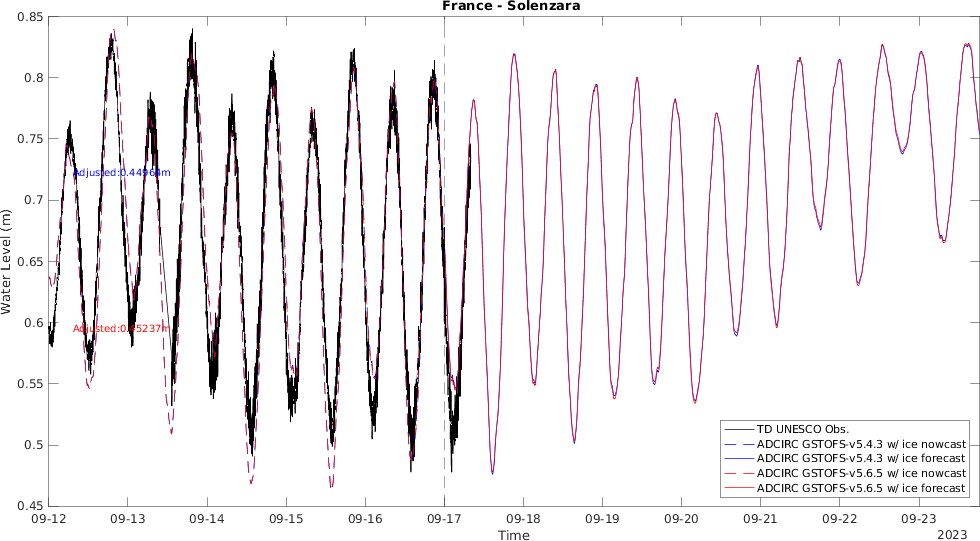 France - Solenzara
0.85
0.8
0.75
0.7
0.65
0.6
0.55
0.5
0.45
Water Level (m)
Adjusted:0.44964m
Adjusted:0.45237m
TD UNESCO Obs.
ADCIRC GSTOFS-v5.4.3 w/ ice nowcast
ADCIRC GSTOFS-v5.4.3 w/ ice forecast
ADCIRC GSTOFS-v5.6.5 w/ ice nowcast
ADCIRC GSTOFS-v5.6.5 w/ ice forecast
09-12 09-13 09-14 09-15 09-16 09-17 09-18 09-19 09-20 09-21 09-22 09-23
Time
2023